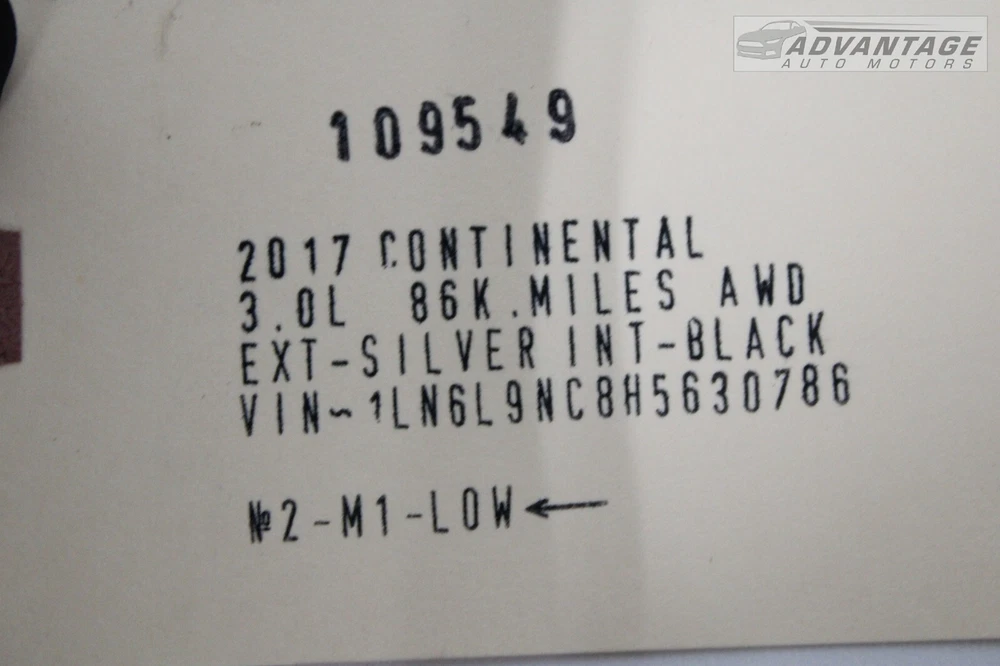 ADVANTAGE
AUTO MOTORS
109549
2017 CONTINENTAL
3.0L 86K.MILES AWD
EXT-SILVER INT-BLACK
VIN~1LN6L9NC8H5630786
№2-M1-LOW←